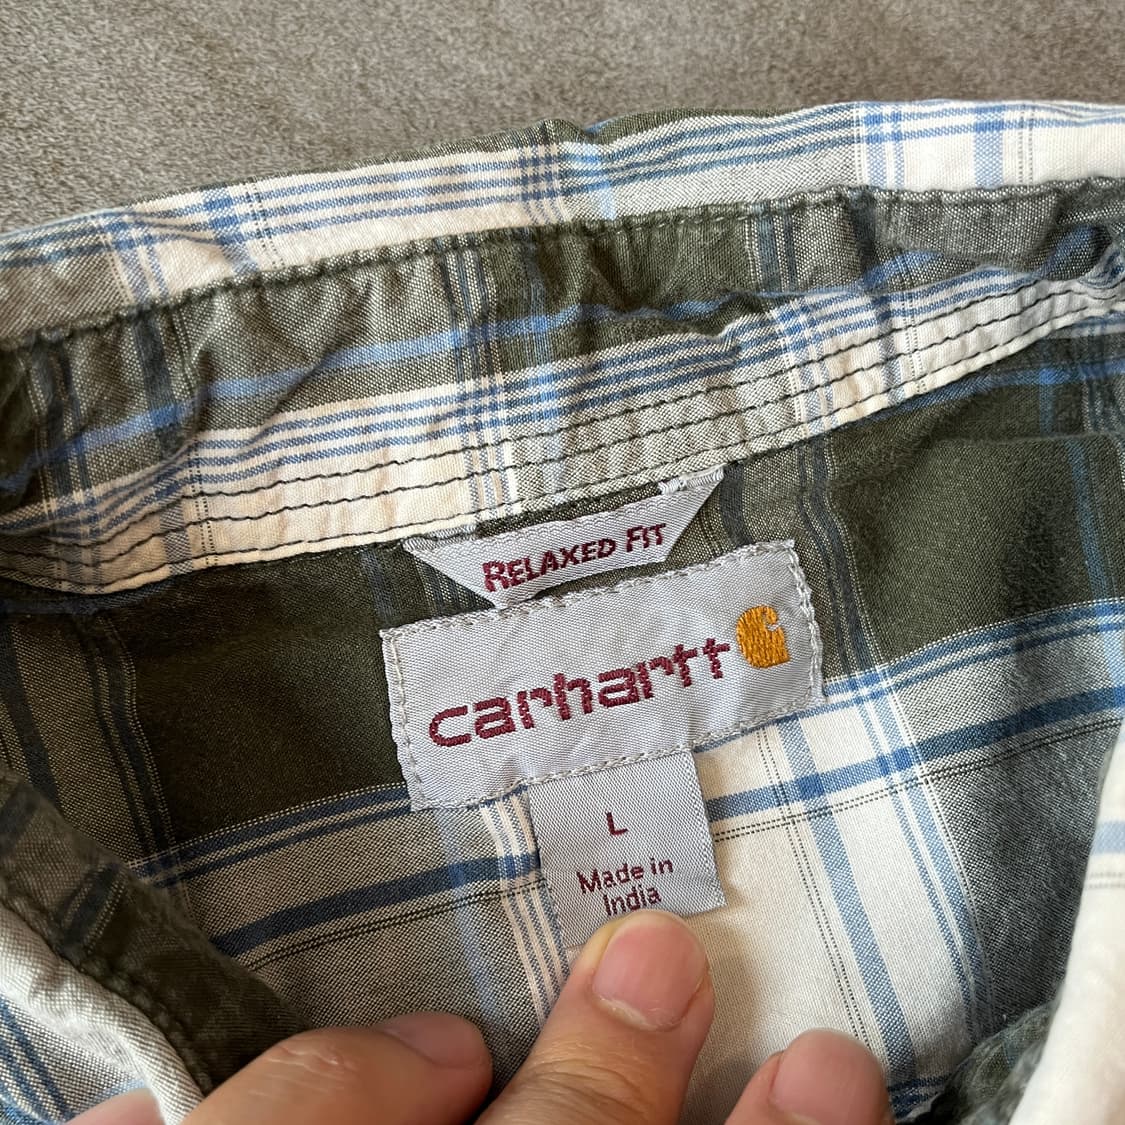 RELAXED FIT
carhartt
L
Made in
India